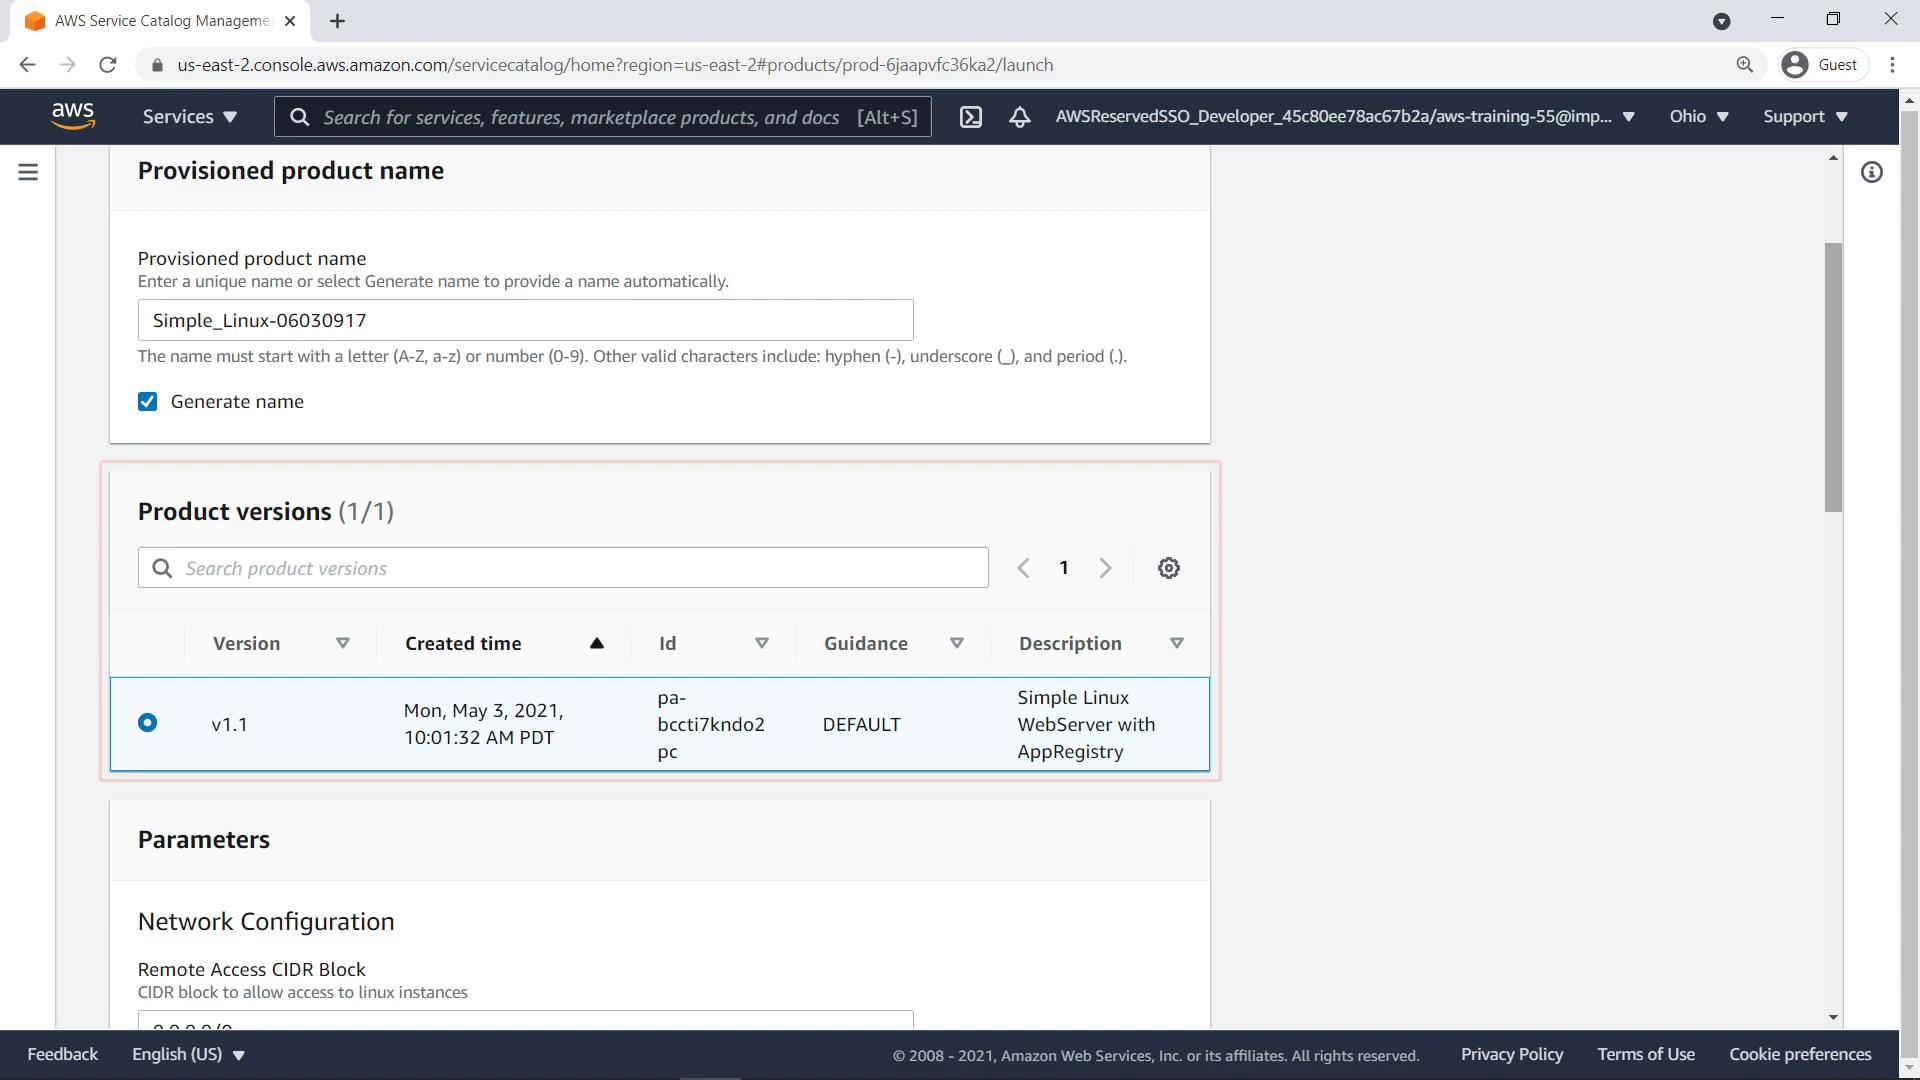 AWS Service Catalog Manageme
us-east-2.console.aws.amazon.com/servicecatalog/home?region=us-east-2#products/prod-6jaapvfc36ka2/launch
Guest
aws
Services
Search for services, features, marketplace products, and docs [Alt+S]
AWSReservedSSO_Developer_45c80ee78ac67b2a/aws-training-55@imp...
Ohio
Support
Provisioned product name
Provisioned product name
Enter a unique name or select Generate name to provide a name automatically.
Simple_Linux-06030917
The name must start with a letter (A-Z, a-z) or number (0-9). Other valid characters include: hyphen (-), underscore (_), and period (.).
Generate name
Product versions (1/1)
Search product versions
1
Version Created time Id Guidance Description
v1.1
Mon, May 3, 2021,
10:01:32 AM PDT
pa-
bccti7kndo2
pc
DEFAULT
Simple Linux
WebServer with
AppRegistry
Parameters
Network Configuration
Remote Access CIDR Block
CIDR block to allow access to linux instances
Feedback
English (US)
© 2008 - 2021, Amazon Web Services, Inc. or its affiliates. All rights reserved.
Privacy Policy
Terms of Use
Cookie preferences